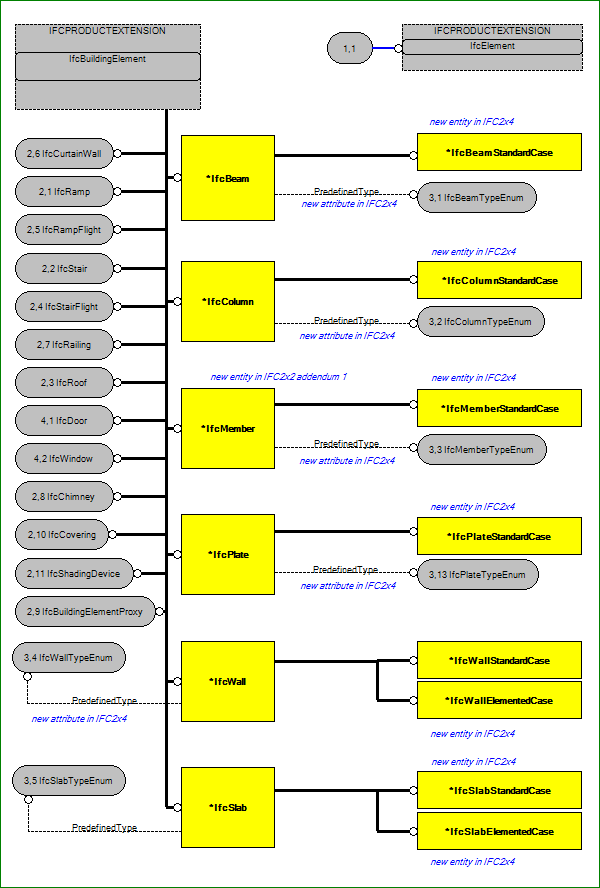 IFCPRODUCTEXTENSION
IfcBuildingElement
1,1
IFCPRODUCTEXTENSION
IfcElement
2,6 IfcCurtainWall
2,1 IfcRamp
2,5 IfcRampFlight
2,2 IfcStair
2,4 IfcStairFlight
2,7 IfcRailing
2,3 IfcRoof
4,1 IfcDoor
4,2 IfcWindow
2,8 IfcChimney
2,10 IfcCovering
2,11 IfcShadingDevice
2,9 IfcBuildingElementProxy
*IfcBeam
new entity in IFC2x4
*IfcBeamStandardCase
PredefinedType
new attribute in IFC2x4
3,1 IfcBeamTypeEnum
*IfcColumn
new entity in IFC2x4
*IfcColumnStandardCase
PredefinedType
new attribute in IFC2x4
3,2 IfcColumnTypeEnum
new entity in IFC2x2 addendum 1
*IfcMember
new entity in IFC2x4
*IfcMemberStandardCase
PredefinedType
new attribute in IFC2x4
3,3 IfcMemberTypeEnum
*IfcPlate
new entity in IFC2x4
*IfcPlateStandardCase
PredefinedType
new attribute in IFC2x4
3,13 IfcPlateTypeEnum
3,4 IfcWallTypeEnum
PredefinedType
new attribute in IFC2x4
*IfcWall
*IfcWallStandardCase
*IfcWallElementedCase
new entity in IFC2x4
3,5 IfcSlabTypeEnum
PredefinedType
*IfcSlab
new entity in IFC2x4
*IfcSlabStandardCase
*IfcSlabElementedCase
new entity in IFC2x4